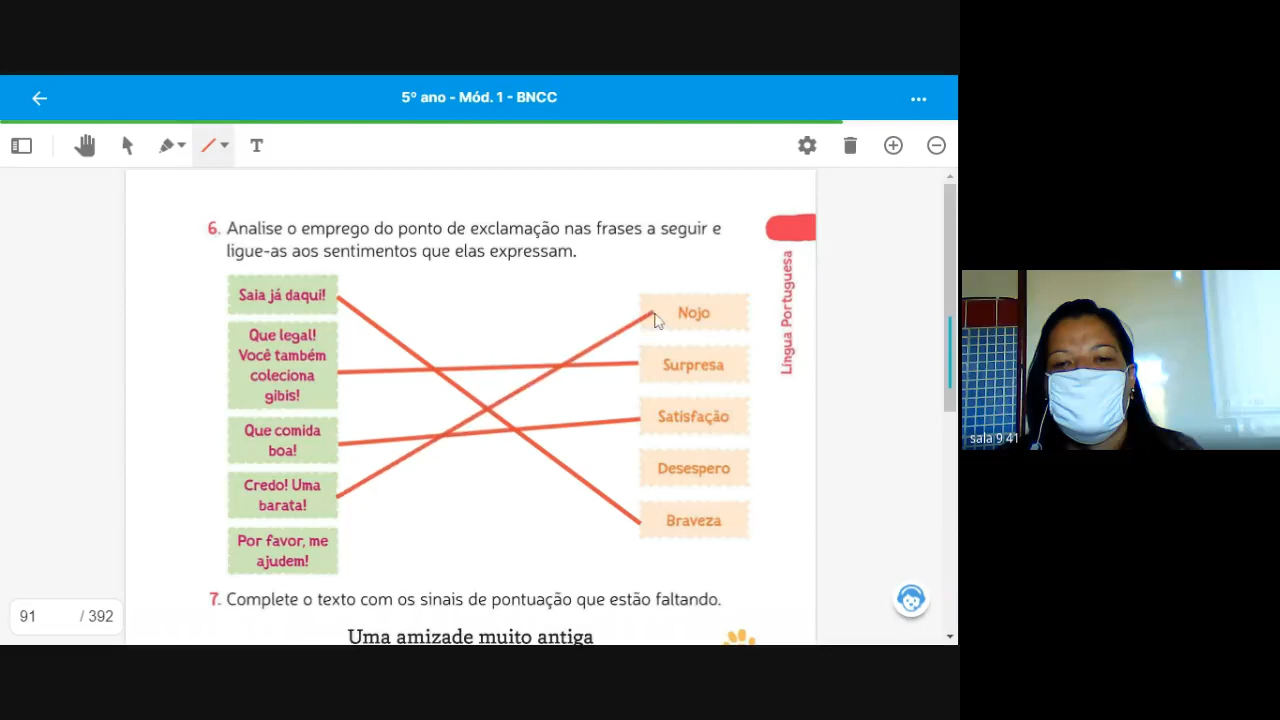 5º ano - Mód. 1 - BNCC
T
6. Analise o emprego do ponto de exclamação nas frases a seguir e
ligue-as aos sentimentos que elas expressam.
Saia já daqui!
Que legal!
Você também
coleciona
gibis!
Que comida
boa!
Credo! Uma
barata!
Por favor, me
ajudem!
Nojo
Surpresa
Satisfação
Desespero
Braveza
Língua Portuguesa
7. Complete o texto com os sinais de pontuação que estão faltando.
Uma amizade muito antiga
91 / 392
sala 9 41